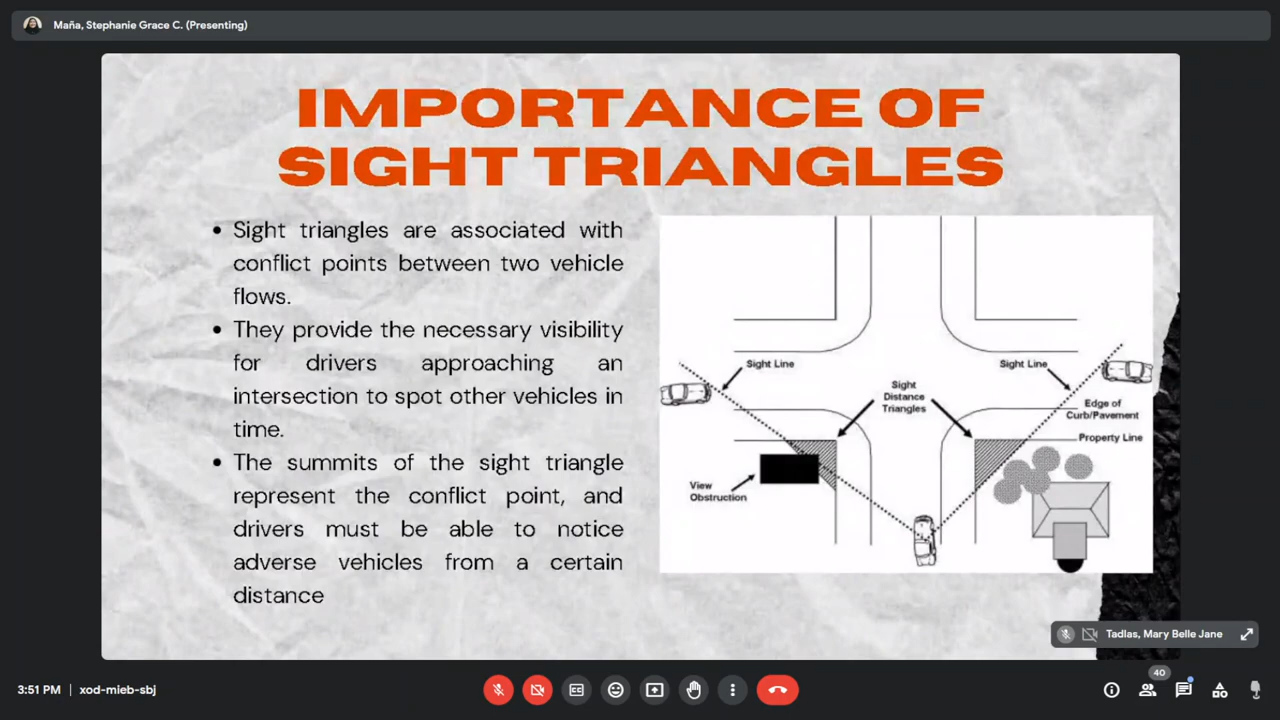 Maña, Stephanie Grace C. (Presenting)
IMPORTANCE OF
SIGHT TRIANGLES
• Sight triangles are associated with
conflict points between two vehicle
flows.
• They provide the necessary visibility
for drivers approaching an
intersection to spot other vehicles in
time.
• The summits of the sight triangle
represent the conflict point, and
drivers must be able to notice
adverse vehicles from a certain
distance
Sight Line
Sight Line
Sight
Distance
Triangles
Edge of
Curb/Pavement
Property Line
View
Obstruction
Tadlas, Mary Belle Jane
3:51 PM | xod-mieb-sbj
CC
40